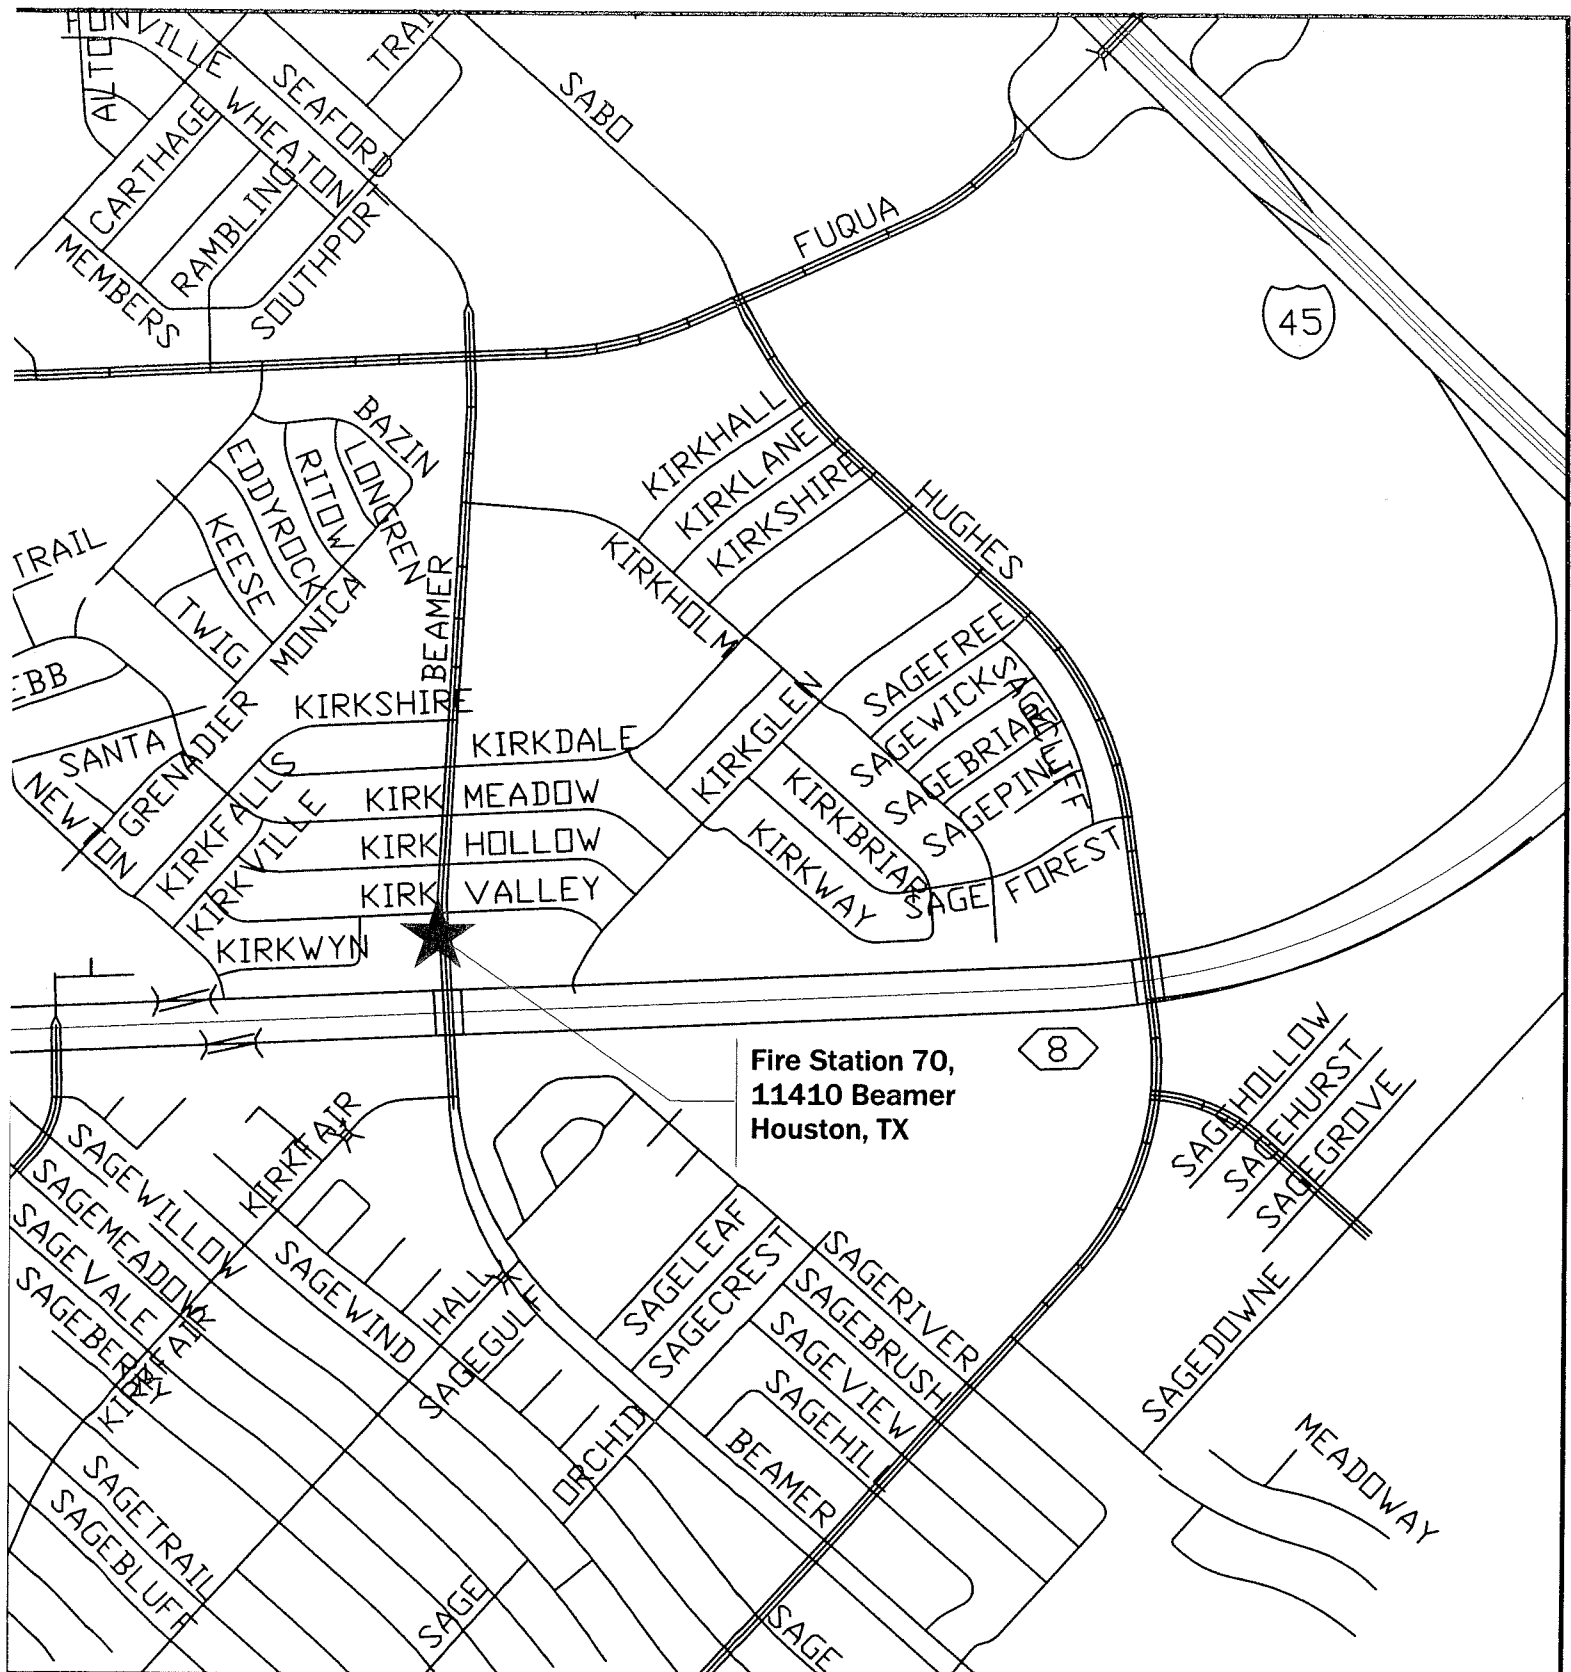 ALTON
VILLE
SEAFORD
WHEATON
CARTHAGE
RAMBLING
SOUTHPORT
MEMBERS
SABO
FUQUA
45
BAZIN
LONGREN
RITOW
EDDYROCK
KEESE
TWIG
MONICA
TRAIL
BEAMER
KIRKHALL
KIRKLANE
KIRKSHIRE
HUGHES
KIRKHOLM
SAGEFREE
SAGEWICK
SAGECLIFF
SAGEBRIAR
SAGEPINE
SANTA
NEWTON
GRENADIER
KIRKSHIRE
KIRKDALE
KIRK MEADOW
KIRK HOLLOW
KIRK VALLEY
KIRKFALLS
KIRKVILLE
KIRKWYN
KIRKGLEN
KIRKBRIAR
KIRKWAY
SAGE FOREST
8
Fire Station 70,
11410 Beamer
Houston, TX
SAGEHOLLOW
SAGEHURST
SAGEGROVE
KIRKFAIR
SAGEWILLOW
SAGEMEADOW
SAGEVALE
SAGEBERRY
KIRKFAIR
SAGEWIND
HALL
SAGEGULF
SAGELEAF
SAGECREST
SAGERIVER
SAGEBRUSH
SAGEVIEW
SAGEHILL
SAGEDOWNE
MEADOWAY
ORCHID
BEAMER
SAGETRAIL
SAGEBLUFF
SAGE
SAGE